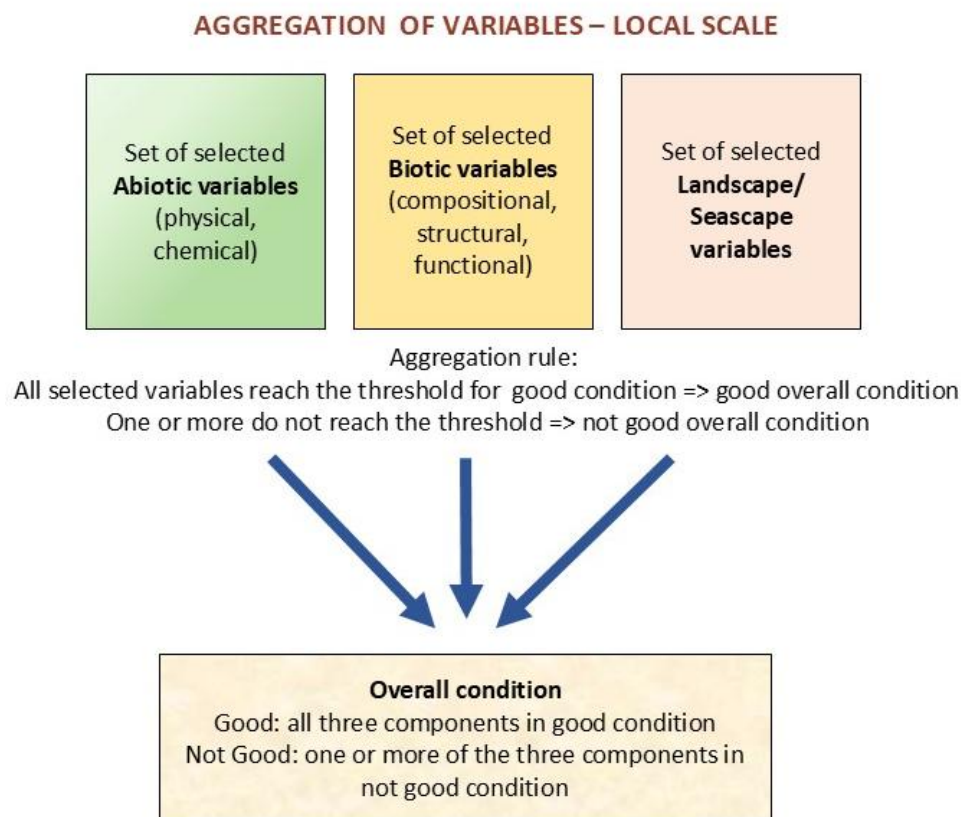 AGGREGATION OF VARIABLES – LOCAL SCALE
Set of selected
Abiotic variables
(physical,
chemical)
Set of selected
Biotic variables
(compositional,
structural,
functional)
Set of selected
Landscape/
Seascape
variables
Aggregation rule:
All selected variables reach the threshold for good condition => good overall condition
One or more do not reach the threshold => not good overall condition
Overall condition
Good: all three components in good condition
Not Good: one or more of the three components in
not good condition